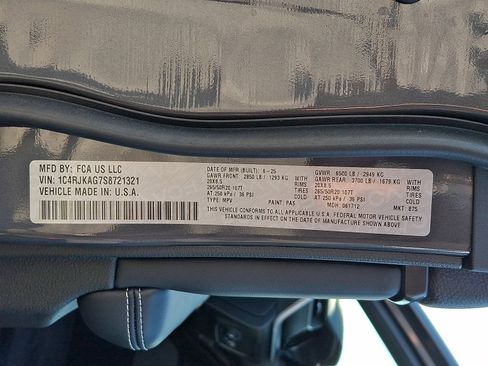 MFD BY: FCA US LLC
VIN: 1C4RJKAG7S8721321
VEHICLE MADE IN: U.S.A.
DATE OF MFR (BUILT): 6-25
GAWR FRONT: 2850 LB / 1293 KG WITH
20X8.5 RIMS
265/50R20 107T TIRES
AT 250 kPa / 36 PSI
TYPE: MPV PAINT: PAS
GVWR: 6500 LB / 2949 KG
GAWR REAR: 3700 LB / 1679 KG WITH
20X8.5 RIMS
265/50R20 107T TIRES
AT 250 kPa / 36 PSI
MDH: 061712 MKT: 875
THIS VEHICLE CONFORMS TO ALL APPLICABLE U.S.A. FEDERAL MOTOR VEHICLE
SAFETY STANDARDS IN EFFECT ON THE DATE OF MANUFACTURE SHOWN ABOVE